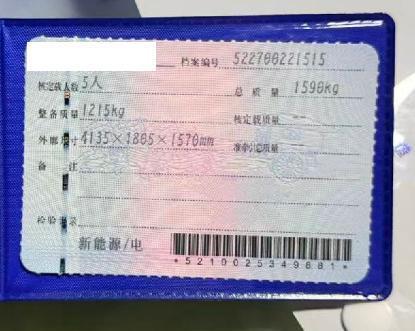 档案编号 522700221515
核定载人数 5人 总质量 1590kg
整备质量 1215kg 核定载质量
外廓尺寸 4135×1805×1570mm 准牵引总质量
备注
检验记录
新能源/电
*5210025349881*